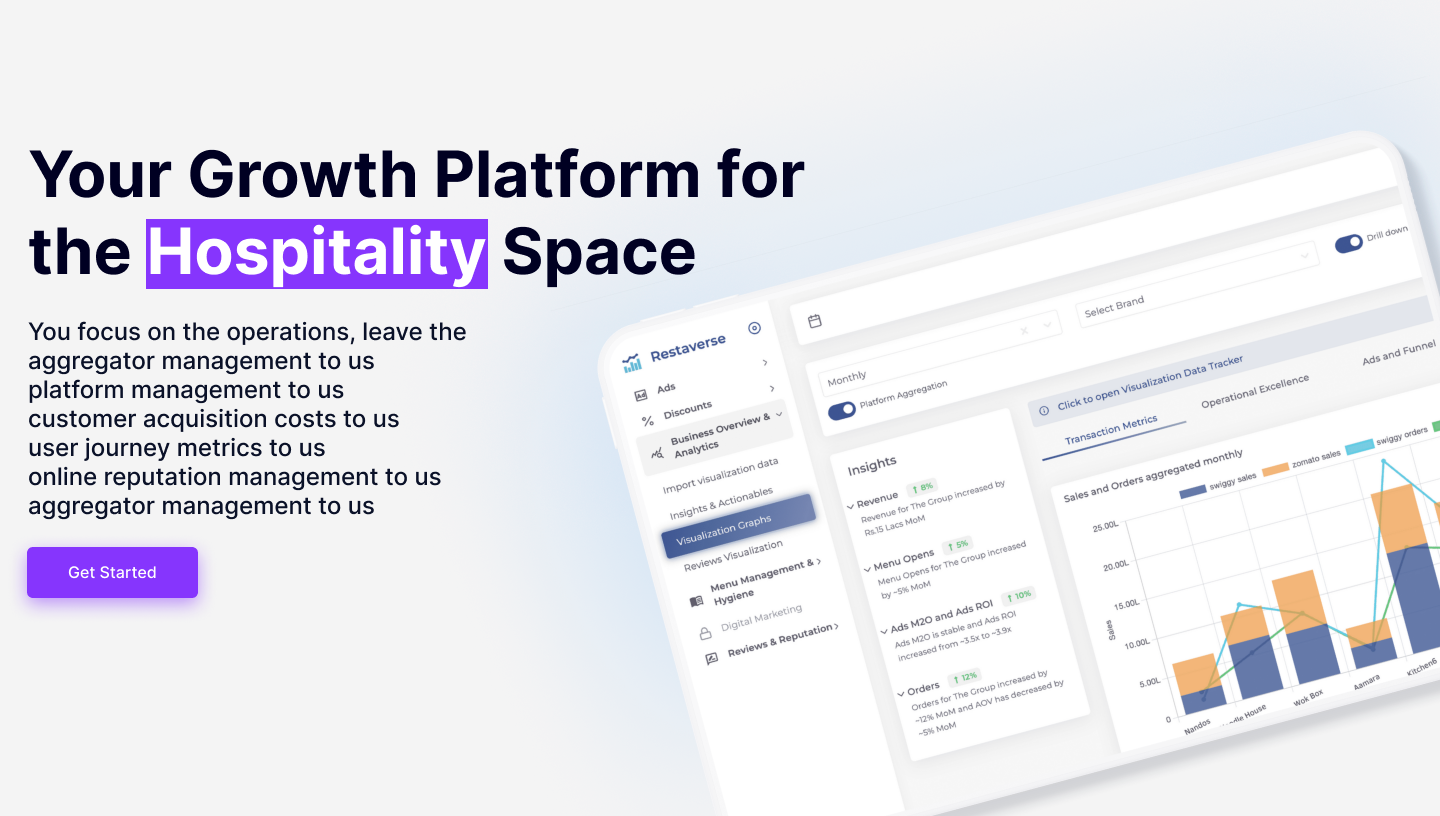 Your Growth Platform for
the Hospitality Space
You focus on the operations, leave the
aggregator management to us
platform management to us
customer acquisition costs to us
user journey metrics to us
online reputation management to us
aggregator management to us
Get Started
Restaverse
Ads
Discounts
Business Overview &
Analytics
Import visualization data
Insights & Actionables
Visualization Graphs
Reviews Visualization
Menu Management &
Hygiene
Digital Marketing
Reviews & Reputation
Monthly
Select Brand
Drill down
Platform Aggregation
Click to open Visualization Data Tracker
Transaction Metrics
Operational Excellence
Ads and Funnel
Insights
Revenue ↑ 8%
Revenue for The Group increased by
Rs.15 Lacs MoM
Menu Opens ↑ 5%
Menu Opens for The Group increased
by ~5% MoM
Ads M2O and Ads ROI ↑ 10%
Ads M2O is stable and Ads ROI
increased from ~3.5x to ~3.9x
Orders ↑ 12%
Orders for The Group increased by
~12% MoM and AOV has decreased by
~5% MoM
Sales and Orders aggregated monthly
swiggy sales
zomato sales
swiggy orders
25.00L
20.00L
15.00L
10.00L
5.00L
0
Sales
Nandos
House
Wok Box
Aamara
Kitchen6